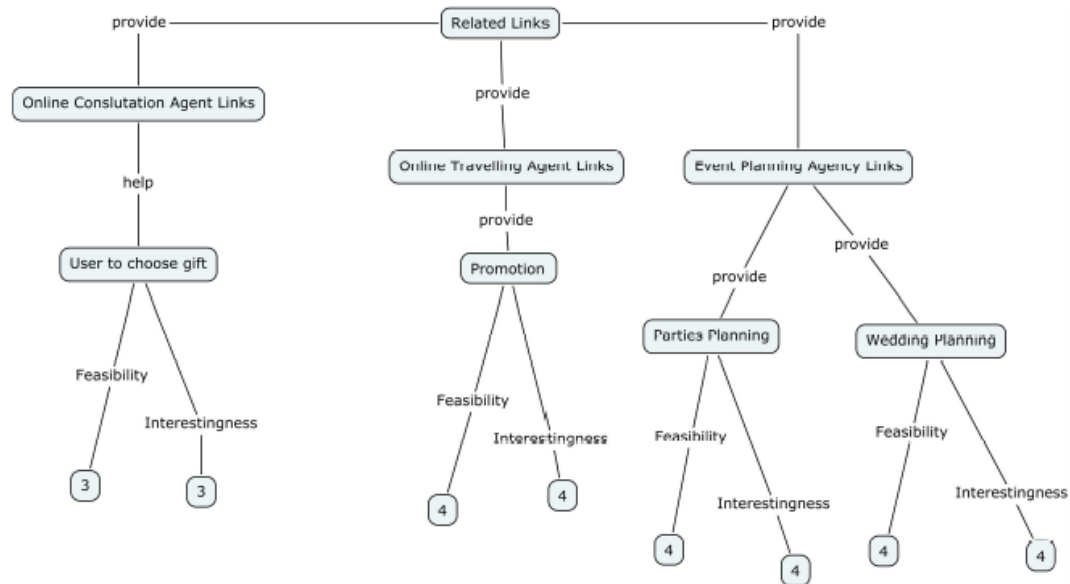 provide
Related Links
provide
Online Conslutation Agent Links
provide
Online Travelling Agent Links
Event Planning Agency Links
help
provide
provide
User to choose gift
Promotion
provide
Parties Planning
Wedding Planning
Feasibility
Interestingness
Feasibility
Interestingness
Feasibility
Interestingness
Feasibility
Interestingness
3
3
4
4
4
4
4
4